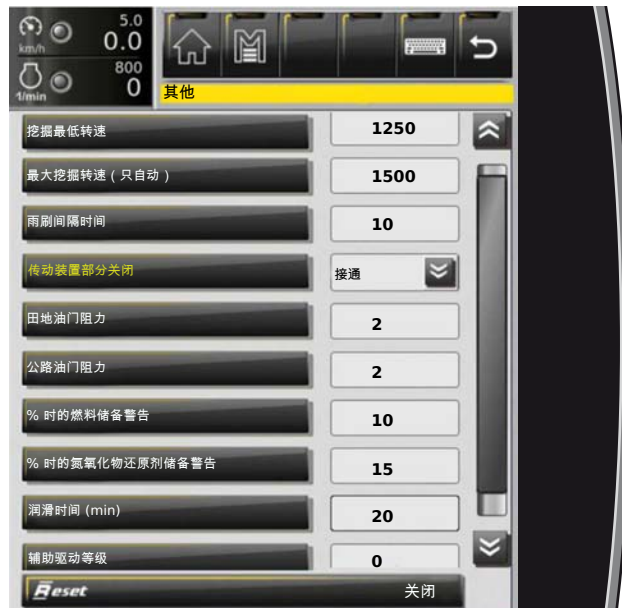 5.0
km/h 0.0
800
1/min 0
其他
挖掘最低转速 1250
最大挖掘转速 ( 只自动 ) 1500
雨刷间隔时间 10
传动装置部分关闭 接通
田地油门阻力 2
公路油门阻力 2
% 时的燃料储备警告 10
% 时的氮氧化物还原剂储备警告 15
润滑时间 (min) 20
辅助驱动等级 0
Reset 关闭